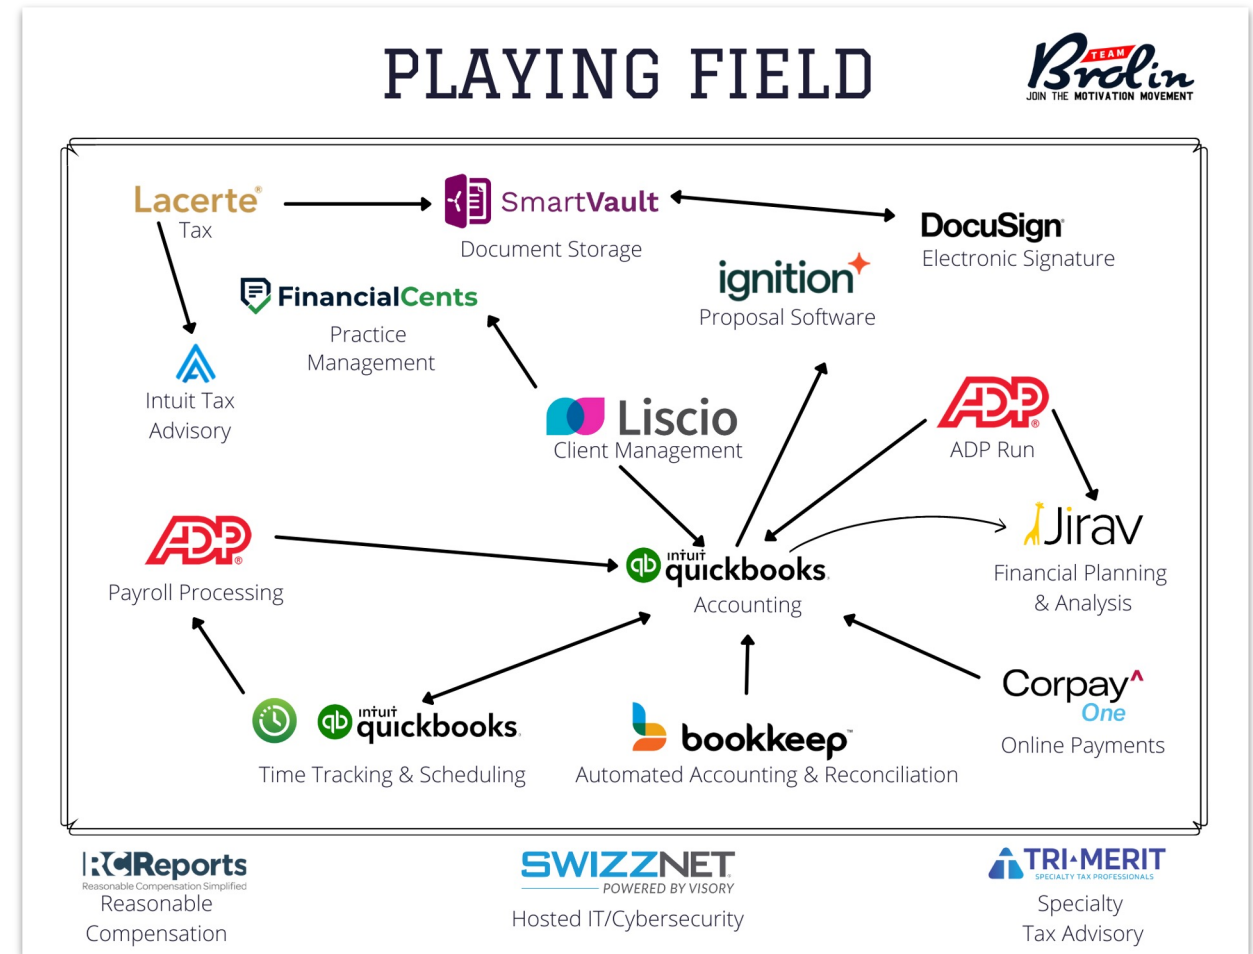 PLAYING FIELD
TEAM
Brolin
JOIN THE MOTIVATION MOVEMENT
Lacerte®
Tax
SmartVault
Document Storage
DocuSign
Electronic Signature
FinancialCents
Practice
Management
ignition
Proposal Software
Intuit Tax
Advisory
Liscio
Client Management
ADP®
ADP Run
ADP®
Payroll Processing
qb
intuit
quickbooks.
Accounting
Jirav
Financial Planning
& Analysis
Corpay^
One
Online Payments
qb
intuit
quickbooks.
Time Tracking & Scheduling
bookkeep™
Automated Accounting & Reconciliation
RCReports
Reasonable Compensation Simplified
Reasonable
Compensation
SWIZZNET
POWERED BY VISORY
Hosted IT/Cybersecurity
TRI-MERIT
SPECIALTY TAX PROFESSIONALS
Specialty
Tax Advisory